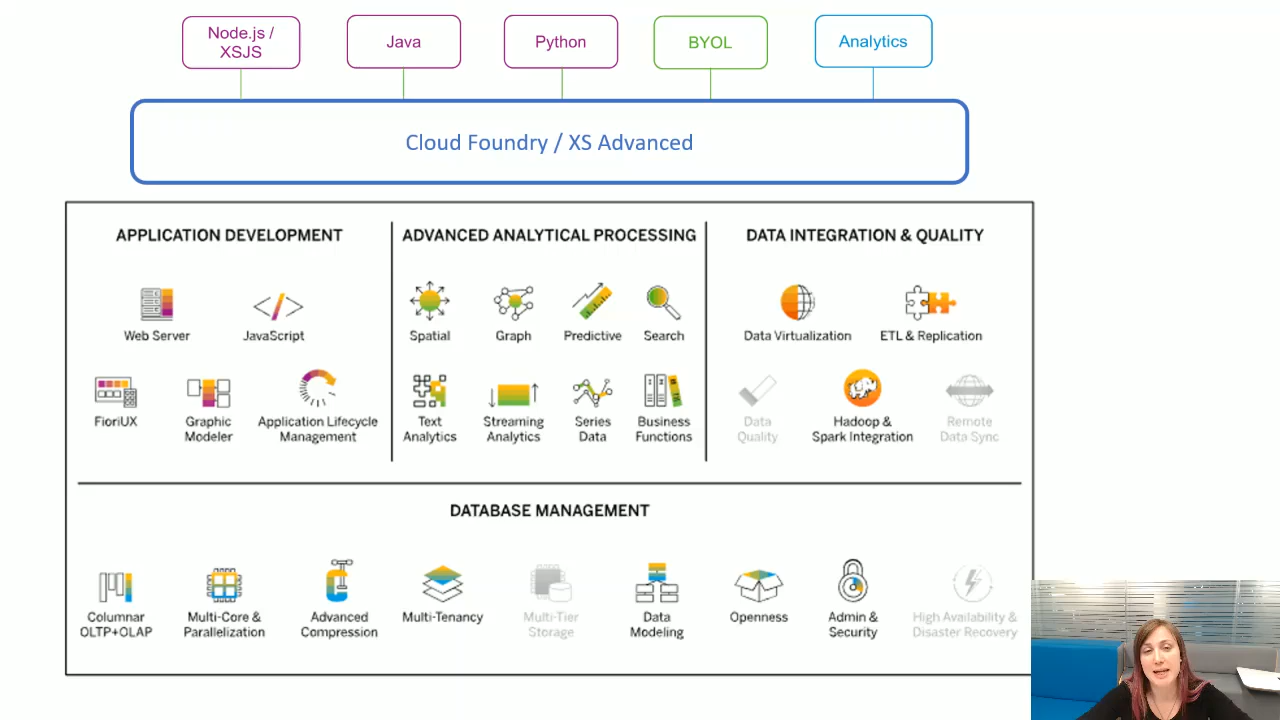 Node.js /
XSJS
Java
Python
BYOL
Analytics
Cloud Foundry / XS Advanced
APPLICATION DEVELOPMENT
Web Server
JavaScript
FioriUX
Graphic
Modeler
Application Lifecycle
Management
ADVANCED ANALYTICAL PROCESSING
Spatial
Graph
Predictive
Search
Text
Analytics
Streaming
Analytics
Series
Data
Business
Functions
DATA INTEGRATION & QUALITY
Data Virtualization
ETL & Replication
Data
Quality
Hadoop &
Spark Integration
Remote
Data Sync
DATABASE MANAGEMENT
Columnar
OLTP+OLAP
Multi-Core &
Parallelization
Advanced
Compression
Multi-Tenancy
Multi-Tier
Storage
Data
Modeling
Openness
Admin &
Security
High Availability &
Disaster Recovery